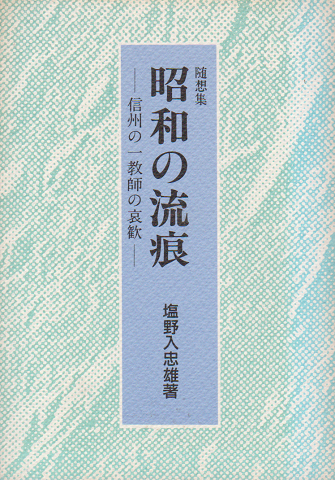 随想集
昭和の流痕
―信州の一教師の哀歓―
塩野入忠雄著